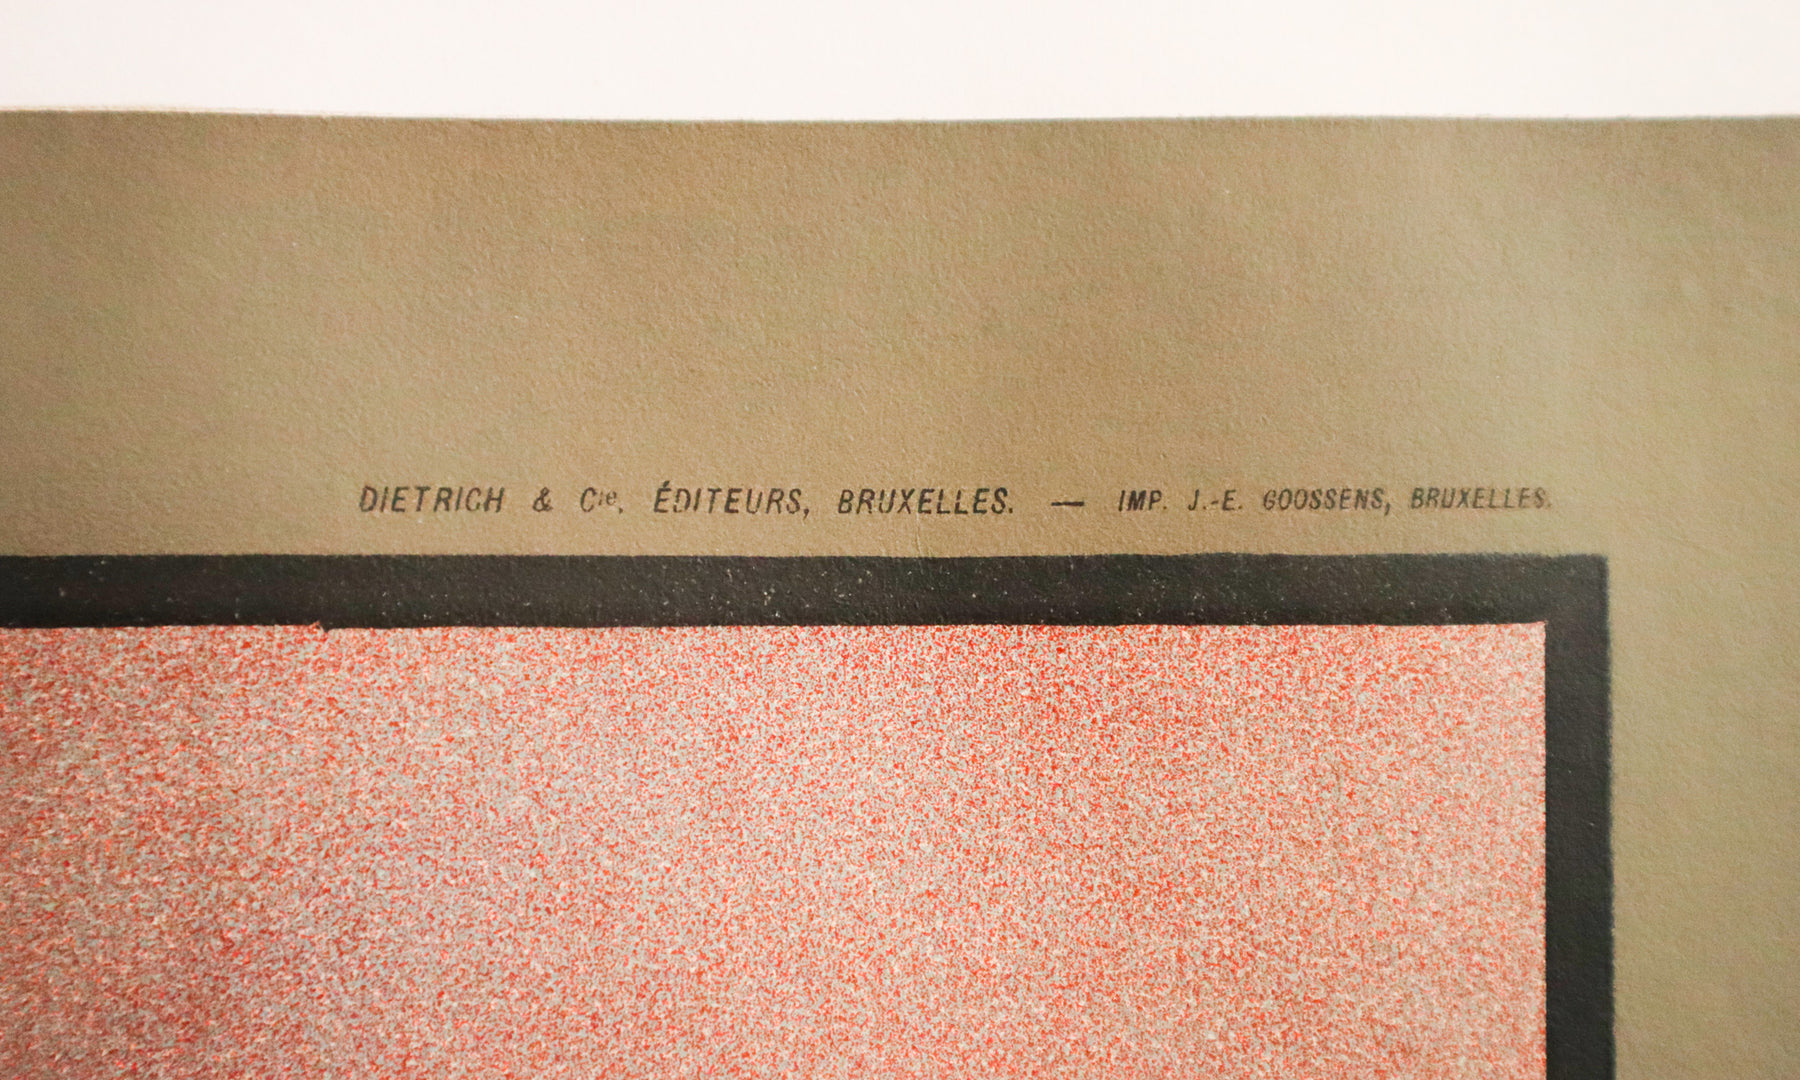 DIETRICH & Cie. ÉDITEURS, BRUXELLES. — IMP. J.-E. GOOSSENS, BRUXELLES.